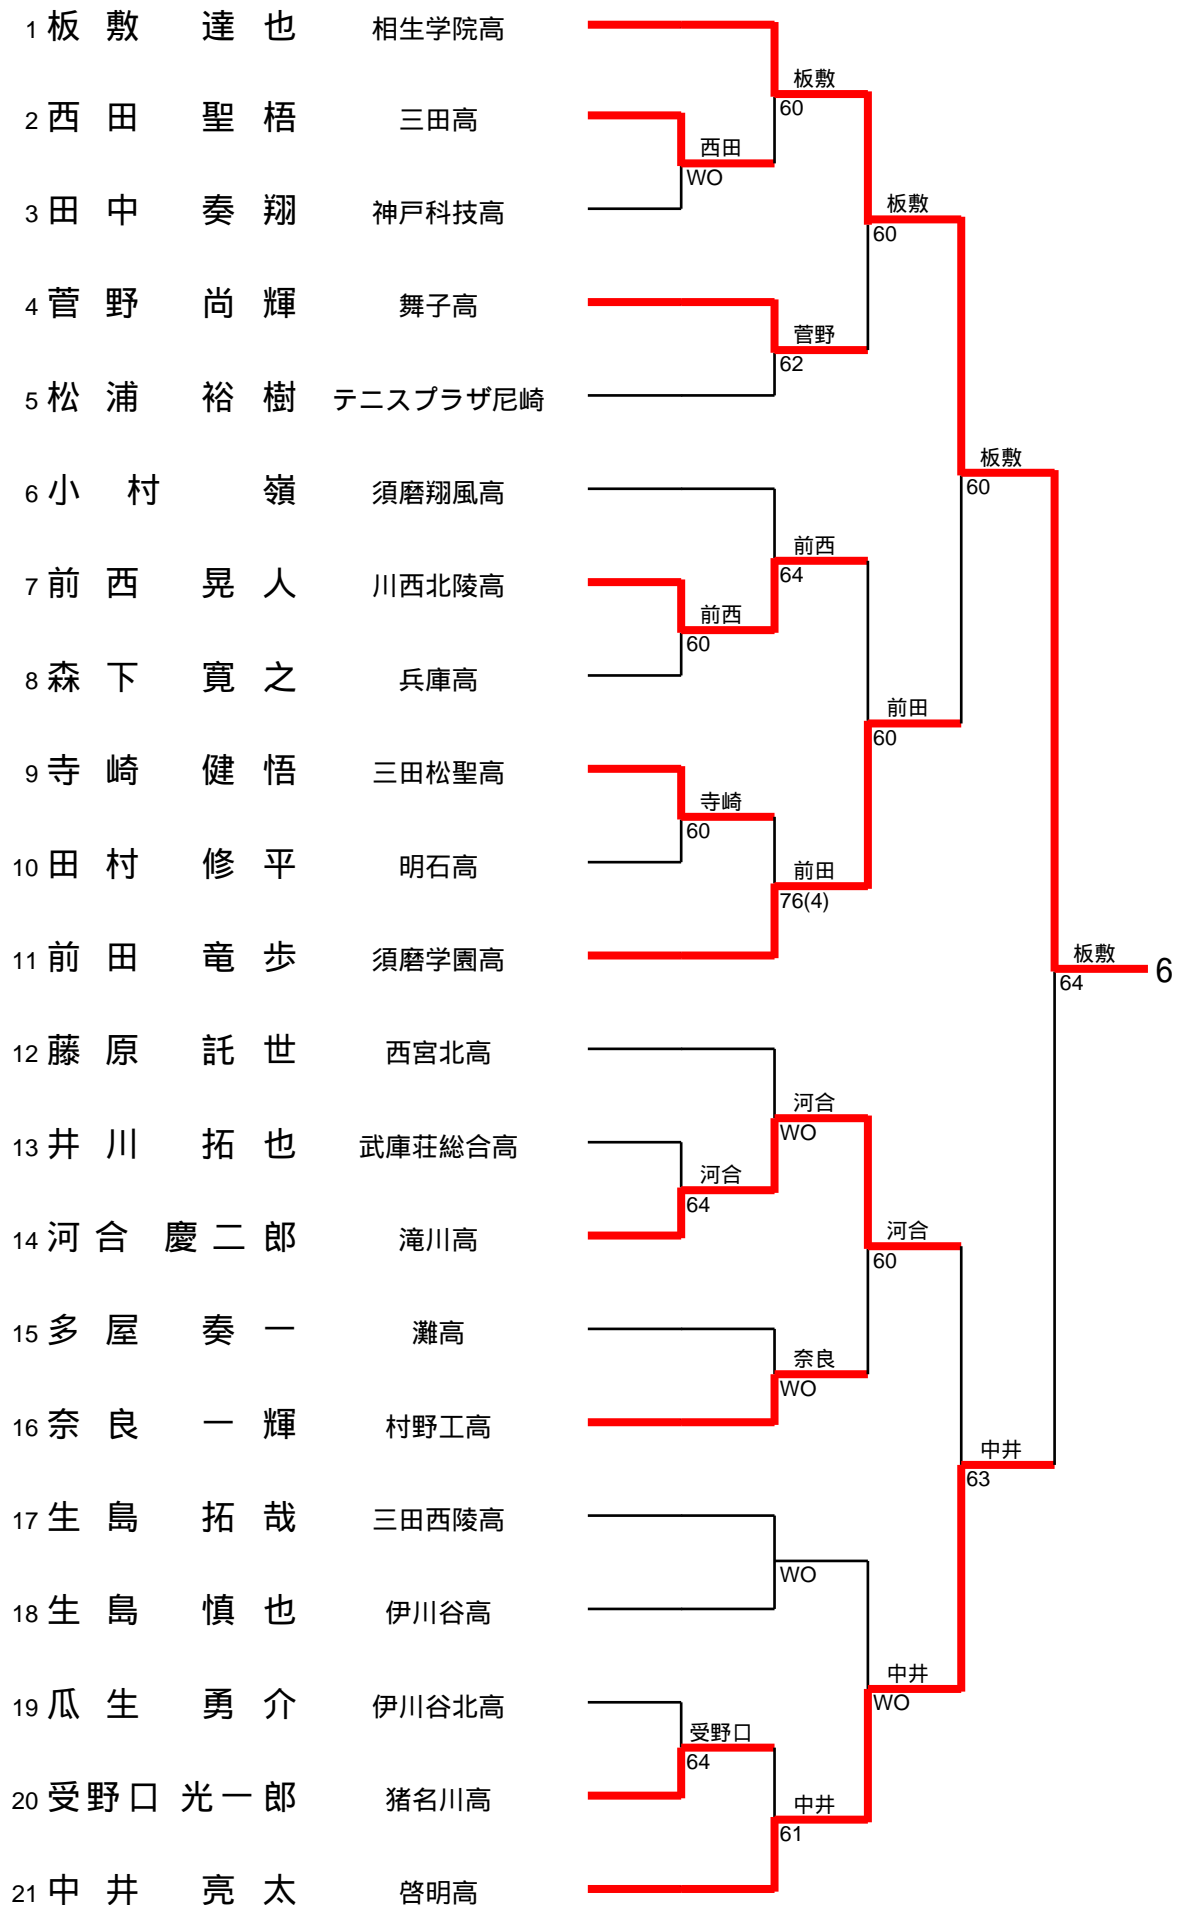 1 板敷 達也 相生学院高
板敷
60
2 西田 聖梧 三田高
西田
WO
3 田中 奏翔 神戸科技高
板敷
60
4 菅野 尚輝 舞子高
菅野
62
5 松浦 裕樹 テニスプラザ尼崎
板敷
60
6 小村 嶺 須磨翔風高
前西
64
7 前西 晃人 川西北陵高
前西
60
8 森下 寛之 兵庫高
前田
60
9 寺崎 健悟 三田松聖高
寺崎
60
10 田村 修平 明石高
前田
76(4)
11 前田 竜歩 須磨学園高
板敷
64
6
12 藤原 託世 西宮北高
河合
WO
13 井川 拓也 武庫荘総合高
河合
64
14 河合 慶二郎 滝川高
河合
60
15 多屋 奏一 灘高
奈良
WO
16 奈良 一輝 村野工高
中井
63
17 生島 拓哉 三田西陵高
WO
18 生島 慎也 伊川谷高
中井
WO
19 瓜生 勇介 伊川谷北高
受野口
64
20 受野口 光一郎 猪名川高
中井
61
21 中井 亮太 啓明高